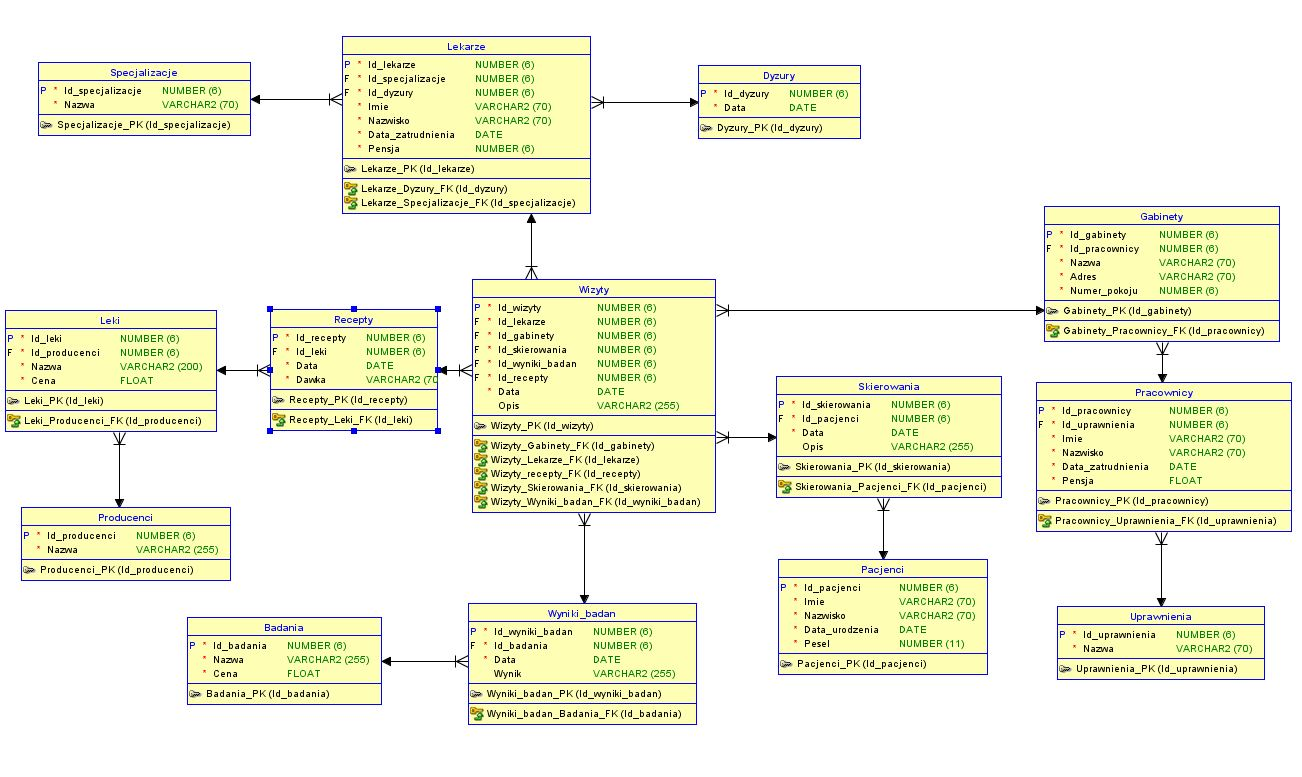 Lekarze
P * Id_lekarze NUMBER (6)
F * Id_specjalizacje NUMBER (6)
F * Id_dyzury NUMBER (6)
* Imie VARCHAR2 (70)
* Nazwisko VARCHAR2 (70)
* Data_zatrudnienia DATE
* Pensja NUMBER (6)
Lekarze_PK (Id_lekarze)
Lekarze_Dyzury_FK (Id_dyzury)
Lekarze_Specjalizacje_FK (Id_specjalizacje)
Specjalizacje
P * Id_specjalizacje NUMBER (6)
* Nazwa VARCHAR2 (70)
Specjalizacje_PK (Id_specjalizacje)
Dyzury
P * Id_dyzury NUMBER (6)
* Data DATE
Dyzury_PK (Id_dyzury)
Gabinety
P * Id_gabinety NUMBER (6)
F * Id_pracownicy NUMBER (6)
* Nazwa VARCHAR2 (70)
* Adres VARCHAR2 (70)
* Numer_pokoju NUMBER (6)
Gabinety_PK (Id_gabinety)
Gabinety_Pracownicy_FK (Id_pracownicy)
Leki
P * Id_leki NUMBER (6)
F * Id_producenci NUMBER (6)
* Nazwa VARCHAR2 (200)
* Cena FLOAT
Leki_PK (Id_leki)
Leki_Producenci_FK (Id_producenci)
Recepty
P * Id_recepty NUMBER (6)
F * Id_leki NUMBER (6)
* Data DATE
* Dawka VARCHAR2 (70
Recepty_PK (Id_recepty)
Recepty_Leki_FK (Id_leki)
Wizyty
P * Id_wizyty NUMBER (6)
F * Id_lekarze NUMBER (6)
F * Id_gabinety NUMBER (6)
F * Id_skierowania NUMBER (6)
F * Id_wyniki_badan NUMBER (6)
F * Id_recepty NUMBER (6)
* Data DATE
Opis VARCHAR2 (255)
Wizyty_PK (Id_wizyty)
Wizyty_Gabinety_FK (Id_gabinety)
Wizyty_Lekarze_FK (Id_lekarze)
Wizyty_recepty_FK (Id_recepty)
Wizyty_Skierowania_FK (Id_skierowania)
Wizyty_Wyniki_badan_FK (Id_wyniki_badan)
Skierowania
P * Id_skierowania NUMBER (6)
F * Id_pacjenci NUMBER (6)
* Data DATE
Opis VARCHAR2 (255)
Skierowania_PK (Id_skierowania)
Skierowania_Pacjenci_FK (Id_pacjenci)
Pracownicy
P * Id_pracownicy NUMBER (6)
F * Id_uprawnienia NUMBER (6)
* Imie VARCHAR2 (70)
* Nazwisko VARCHAR2 (70)
* Data_zatrudnienia DATE
* Pensja FLOAT
Pracownicy_PK (Id_pracownicy)
Pracownicy_Uprawnienia_FK (Id_uprawnienia)
Producenci
P * Id_producenci NUMBER (6)
* Nazwa VARCHAR2 (255)
Producenci_PK (Id_producenci)
Pacjenci
P * Id_pacjenci NUMBER (6)
* Imie VARCHAR2 (70)
* Nazwisko VARCHAR2 (70)
* Data_urodzenia DATE
* Pesel NUMBER (11)
Pacjenci_PK (Id_pacjenci)
Badania
P * Id_badania NUMBER (6)
* Nazwa VARCHAR2 (255)
* Cena FLOAT
Badania_PK (Id_badania)
Wyniki_badan
P * Id_wyniki_badan NUMBER (6)
F * Id_badania NUMBER (6)
* Data DATE
Wynik VARCHAR2 (255)
Wyniki_badan_PK (Id_wyniki_badan)
Wyniki_badan_Badania_FK (Id_badania)
Uprawnienia
P * Id_uprawnienia NUMBER (6)
* Nazwa VARCHAR2 (70)
Uprawnienia_PK (Id_uprawnienia)